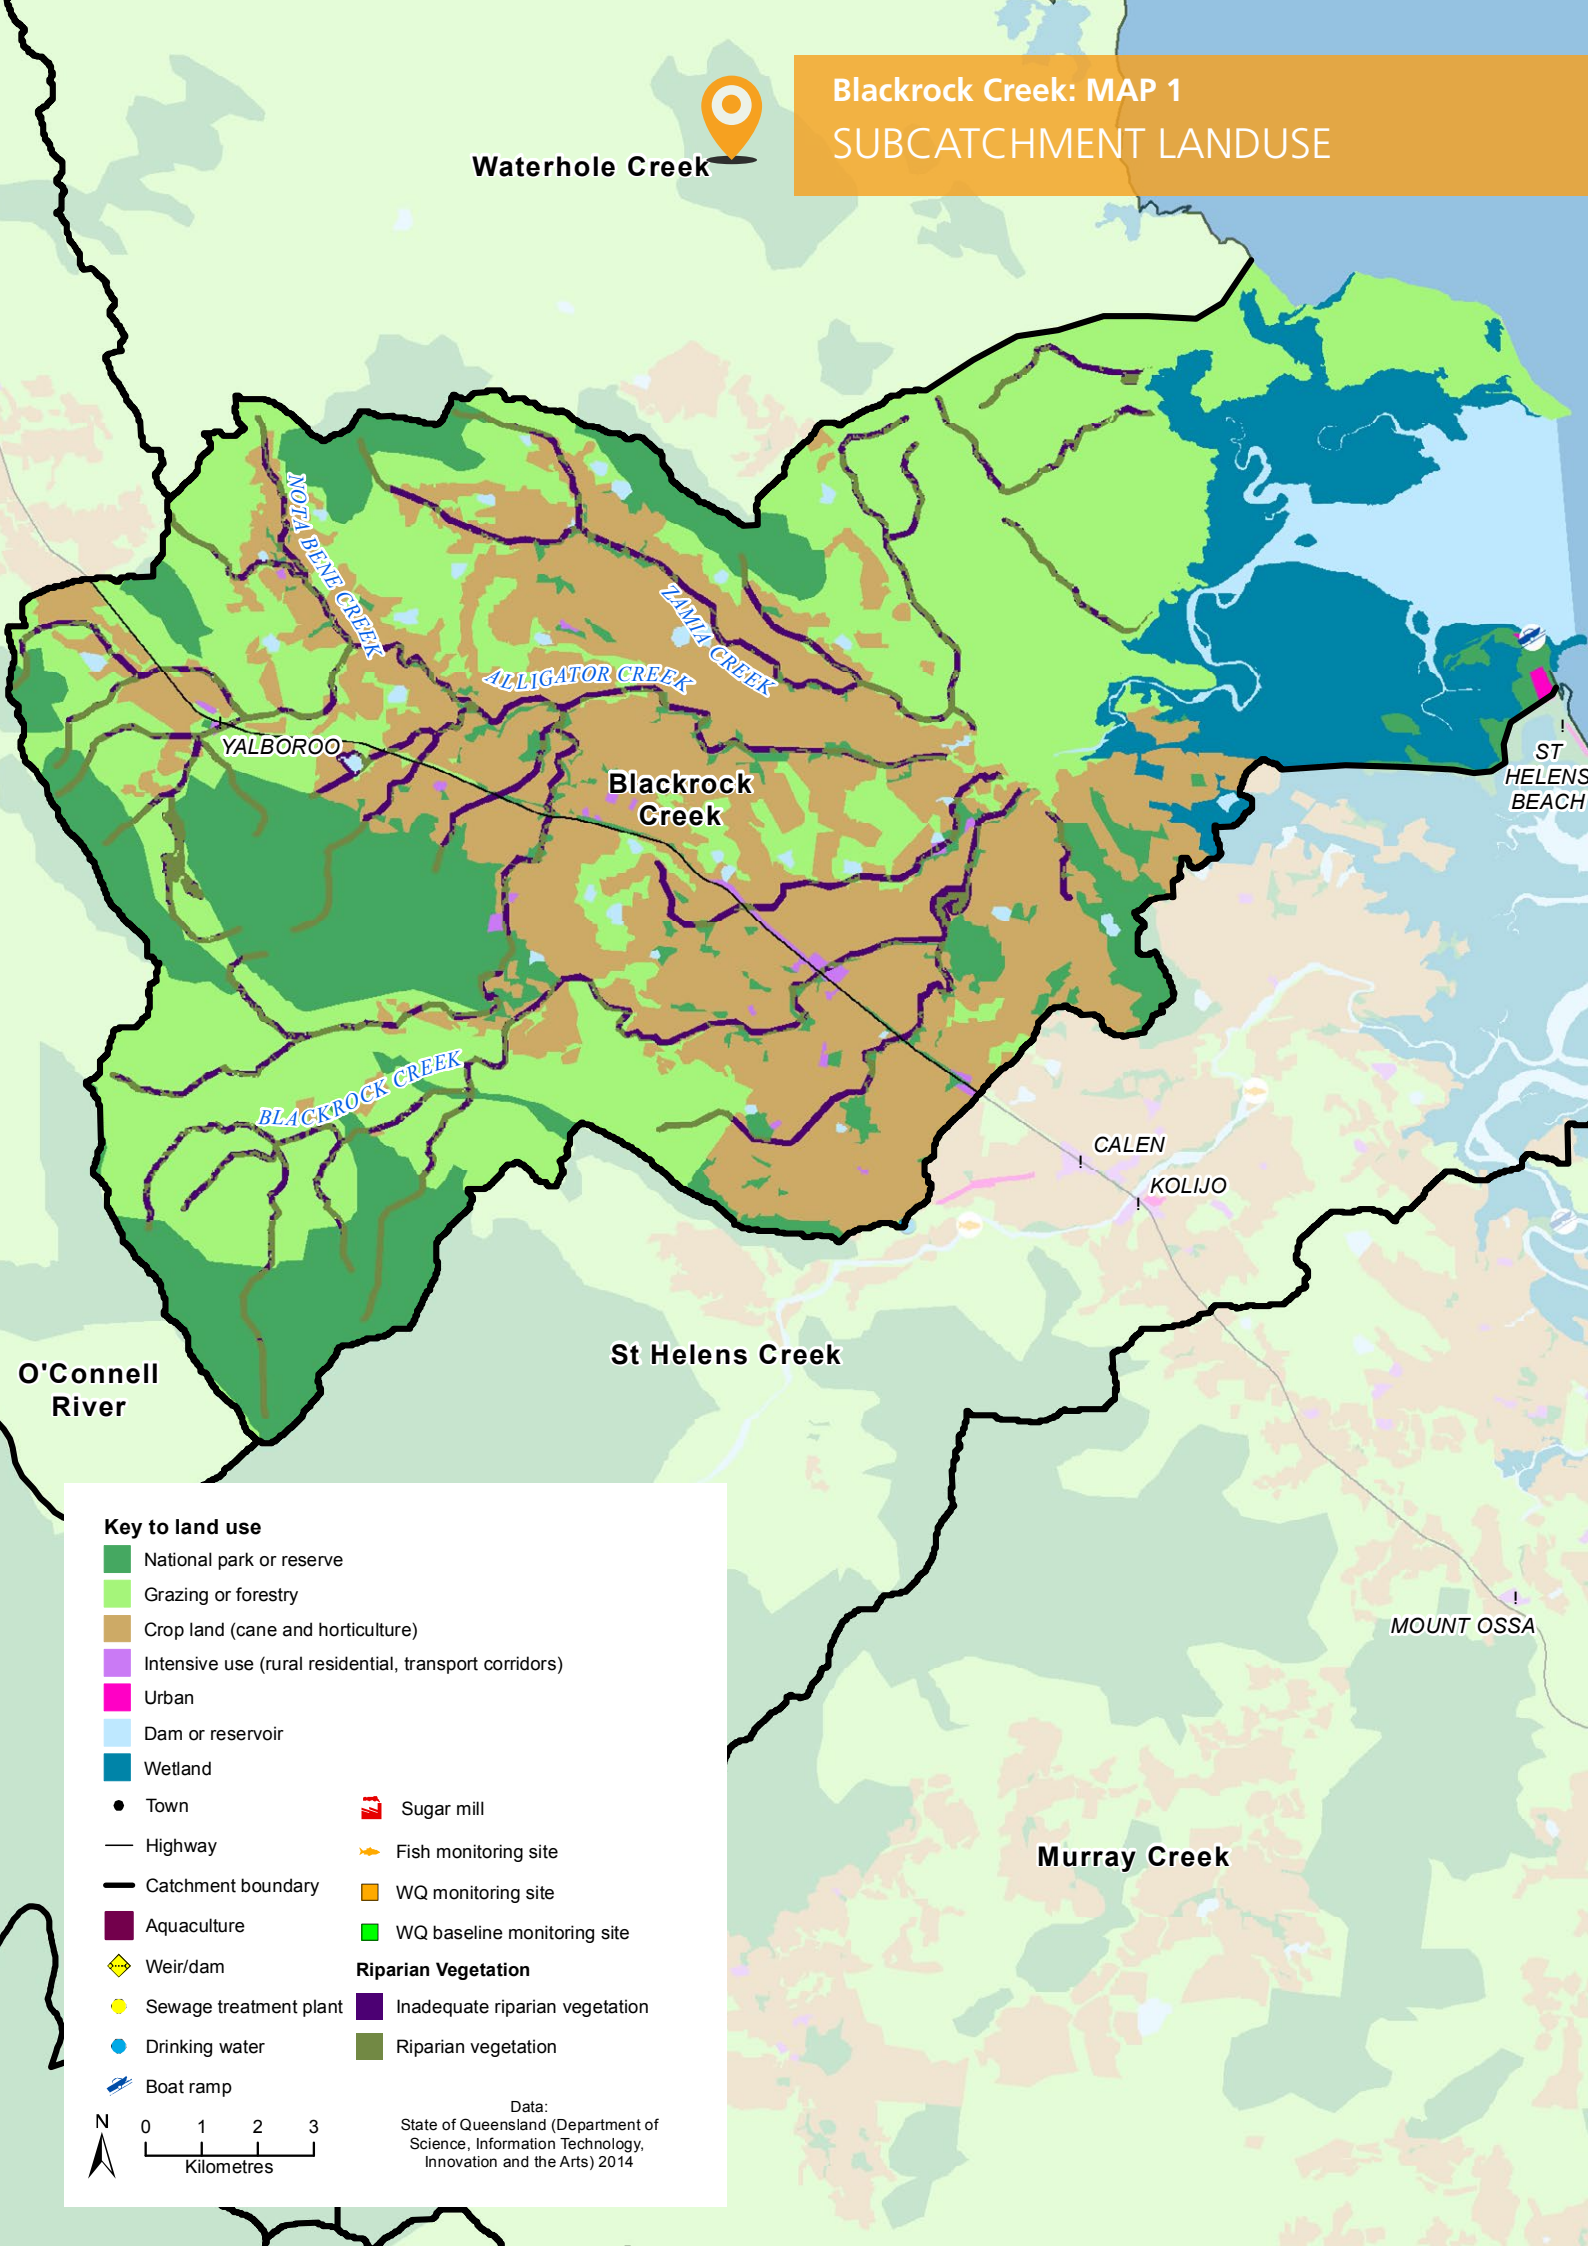 Blackrock Creek: MAP 1
SUBCATCHMENT LANDUSE
Waterhole Creek
NOTA BENE CREEK
ZAMIA CREEK
ALLIGATOR CREEK
YALBOROO
Blackrock
Creek
ST
HELENS
BEACH
BLACKROCK CREEK
CALEN
KOLIJO
St Helens Creek
O'Connell
River
MOUNT OSSA
Murray Creek
Key to land use
National park or reserve
Grazing or forestry
Crop land (cane and horticulture)
Intensive use (rural residential, transport corridors)
Urban
Dam or reservoir
Wetland
Town
Highway
Catchment boundary
Aquaculture
Weir/dam
Sewage treatment plant
Drinking water
Boat ramp
Sugar mill
Fish monitoring site
WQ monitoring site
WQ baseline monitoring site
Riparian Vegetation
Inadequate riparian vegetation
Riparian vegetation
N
0 1 2 3
Kilometres
Data:
State of Queensland (Department of
Science, Information Technology,
Innovation and the Arts) 2014